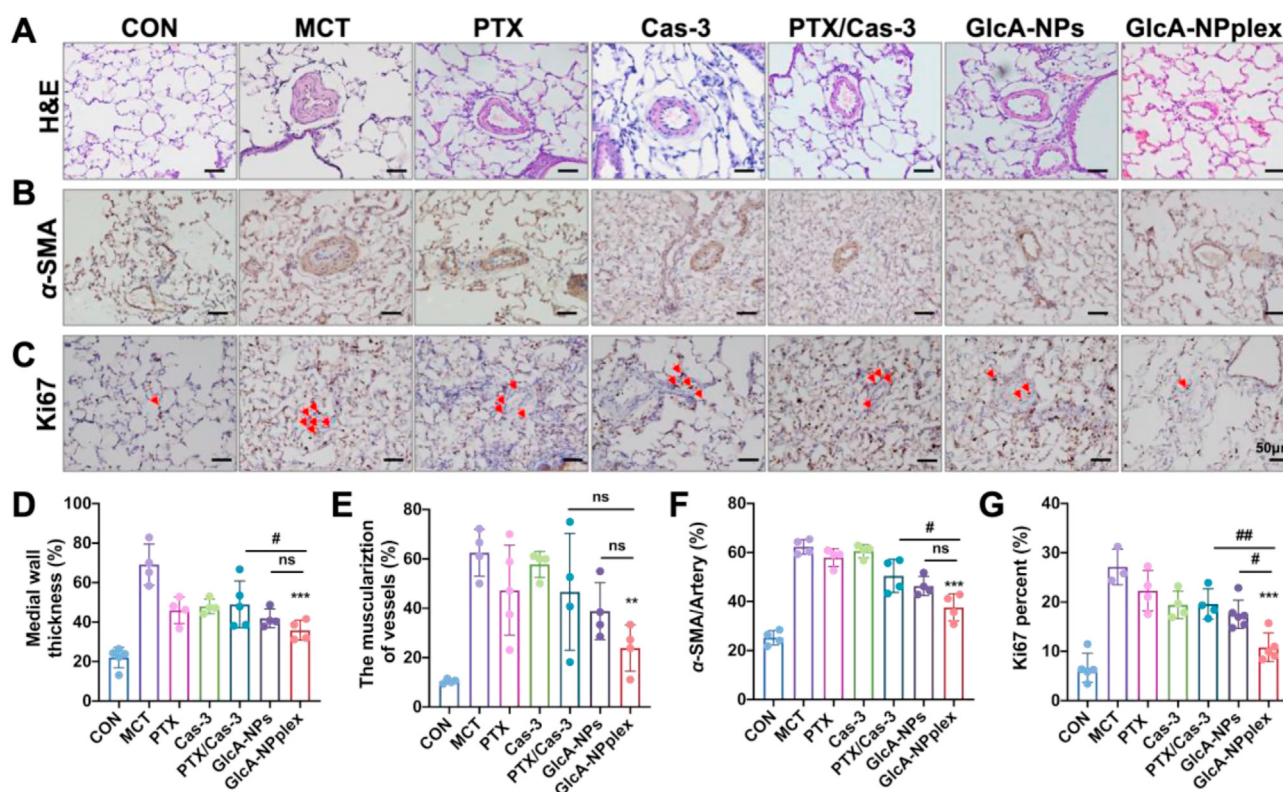 A CON MCT PTX Cas-3 PTX/Cas-3 GlcA-NPs GlcA-NPplex
H&E
B
α-SMA
C
Ki67
50μm
D
Medial wall
thickness (%)
100
80
60
40
20
0
#
ns
***
CON
MCT
PTX
Cas-3
PTX/Cas-3
GlcA-NPs
GlcA-NPplex
E
The musculariztion
of vessels (%)
80
60
40
20
0
ns
ns
**
CON
MCT
PTX
Cas-3
PTX/Cas-3
GlcA-NPs
GlcA-NPplex
F
α-SMA/Artery (%)
80
60
40
20
0
#
ns
***
CON
MCT
PTX
Cas-3
PTX/Cas-3
GlcA-NPs
GlcA-NPplex
G
Ki67 percent (%)
40
30
20
10
0
##
#
***
CON
MCT
PTX
Cas-3
PTX/Cas-3
GlcA-NPs
GlcA-NPplex